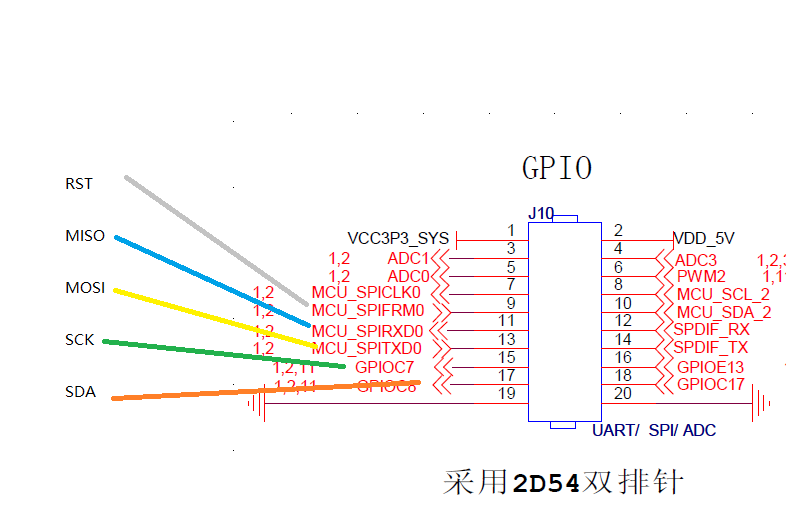 GPIO
RST
J10
MISO
VCC3P3_SYS 1 2 VDD_5V
1,2 ADC1 3 4 ADC3 1,2,3
1,2 ADC0 5 6 PWM2
MOSI
1,2 MCU_SPICLK0 7 8 MCU_SCL_2
1,2 MCU_SPIFRM0 9 10 MCU_SDA_2
1,2 MCU_SPIRXD0 11 12 SPDIF_RX
SCK
1,2 MCU_SPITXD0 13 14 SPDIF_TX
1,2,11 GPIOC7 15 16 GPIOE13
SDA
1,2,11 GPIOC8 17 18 GPIOC17
19 20
UART/ SPI/ ADC
采用2D54双排针